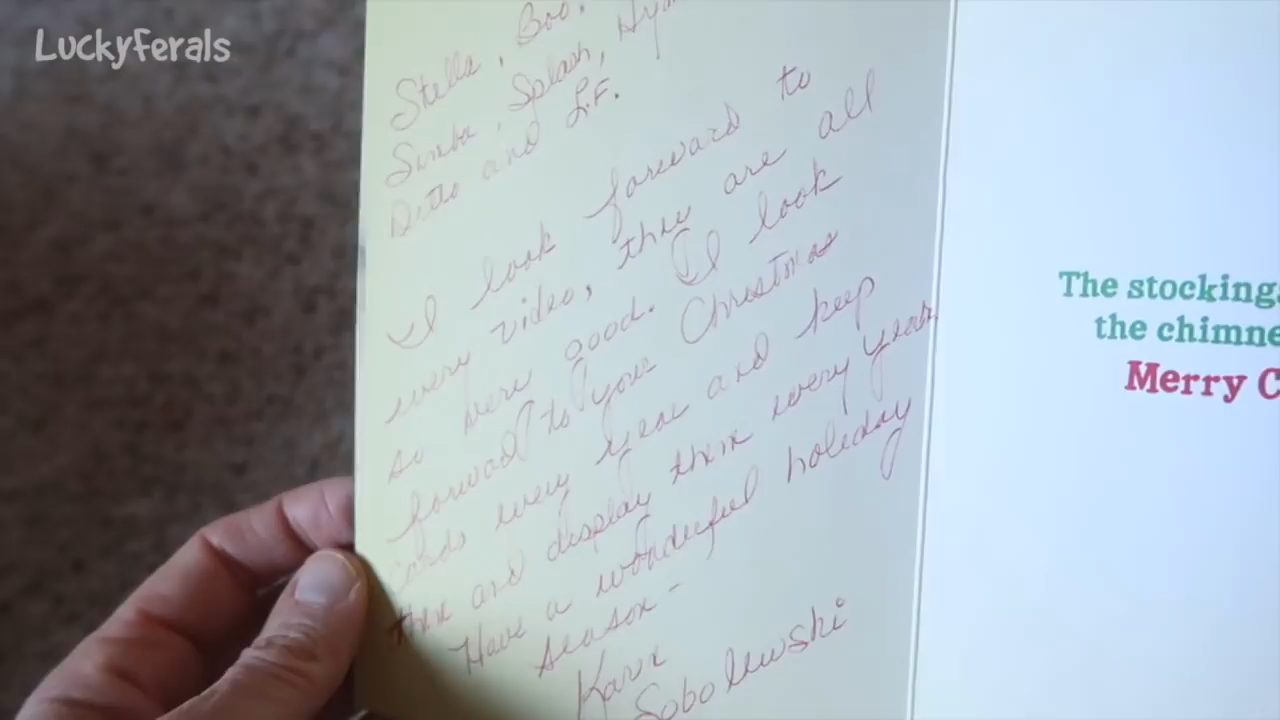 LuckyFerals
Stella, Boo,
Simba, Splash,
Ditto and L.F.
I look forward to
every video, they are all
so very good. I look
forward to your Christmas
cards every year and keep
them and display them every year.
Have a wonderful holiday
season -
Sobolewski
The stocking
the chimne
Merry C